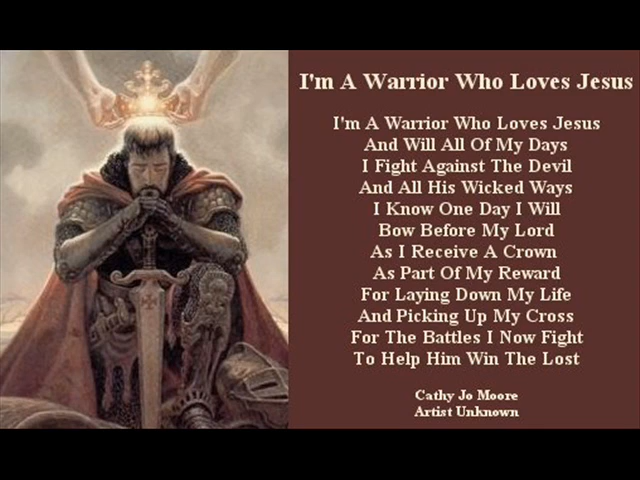 I'm A Warrior Who Loves Jesus
I'm A Warrior Who Loves Jesus
And Will All Of My Days
I Fight Against The Devil
And All His Wicked Ways
I Know One Day I Will
Bow Before My Lord
As I Receive A Crown
As Part Of My Reward
For Laying Down My Life
And Picking Up My Cross
For The Battles I Now Fight
To Help Him Win The Lost
Cathy Jo Moore
Artist Unknown